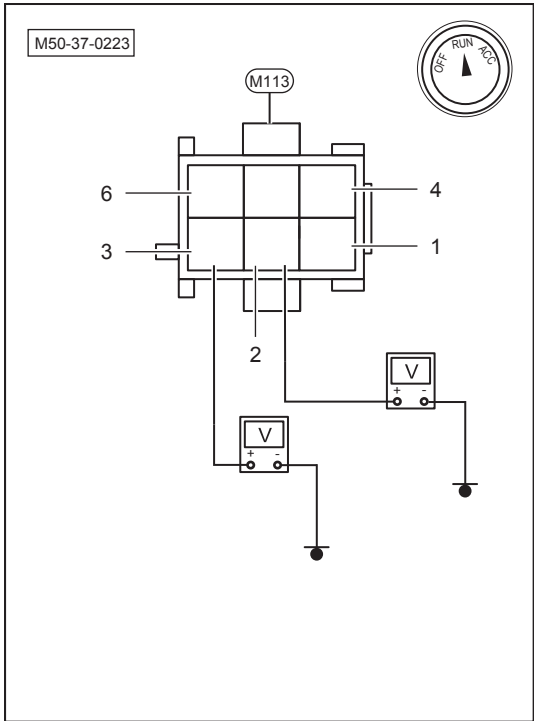 M50-37-0223
OFF RUN ACC
M113
6 4
3 1
2
V
+ -
V
+ -